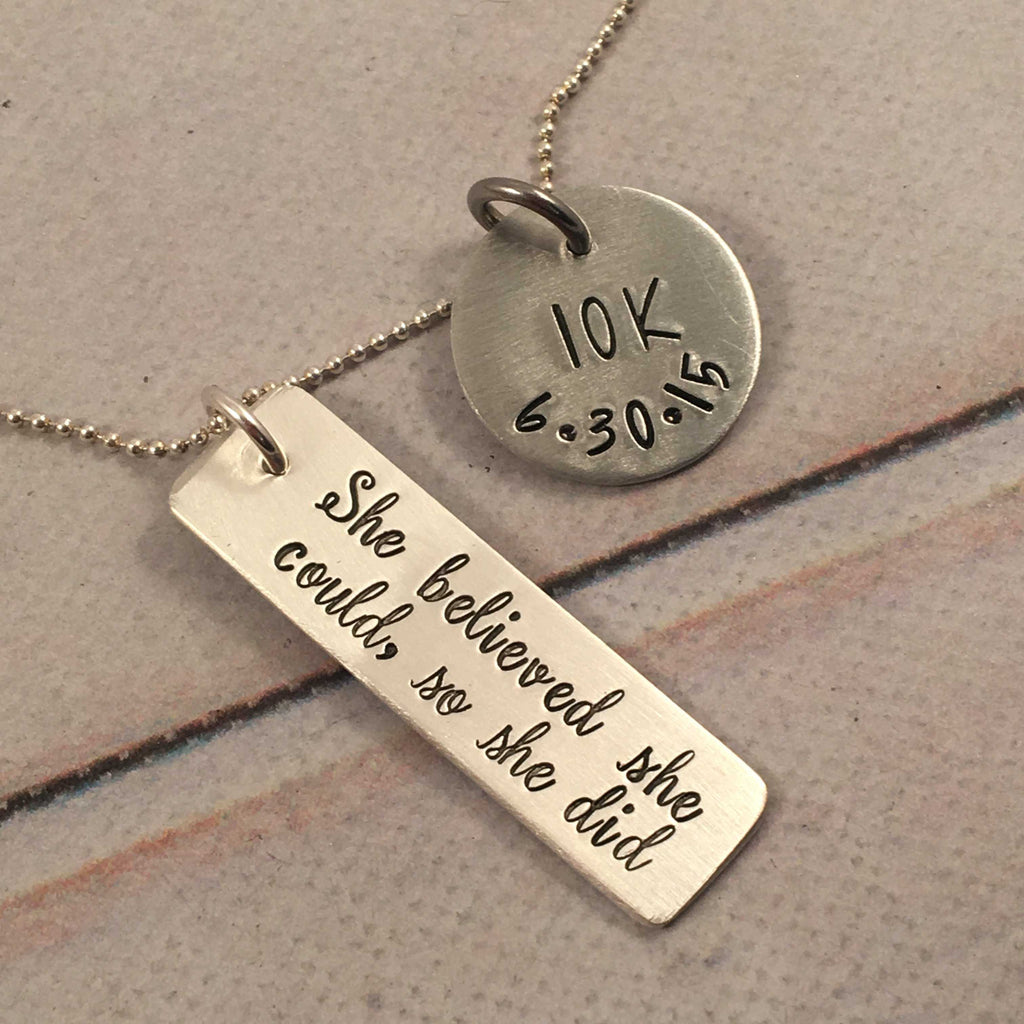 10K
6·30·15
She believed she
could, so she did